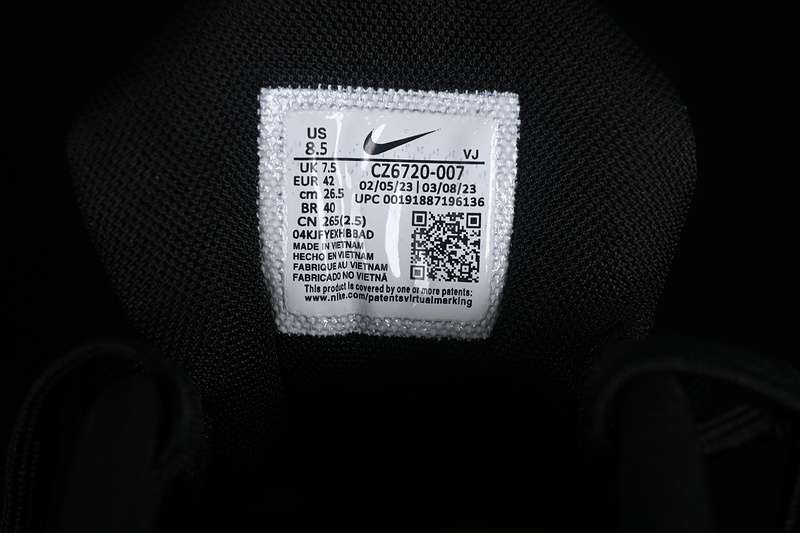 US
8.5
VJ
UK 7.5
CZ6720-007
EUR 42
02/05/23 | 03/08/23
cm 26.5
UPC 00191887196136
BR 40
CN 265(2.5)
04KJFYEXHBBAD
MADE IN VIETNAM
HECHO EN VIETNAM
FABRIQUE AU VIETNAM
FABRICADO NO VIETNÃ
This product is covered by one or more patents:
www.nike.com/patentsvirtualmarking